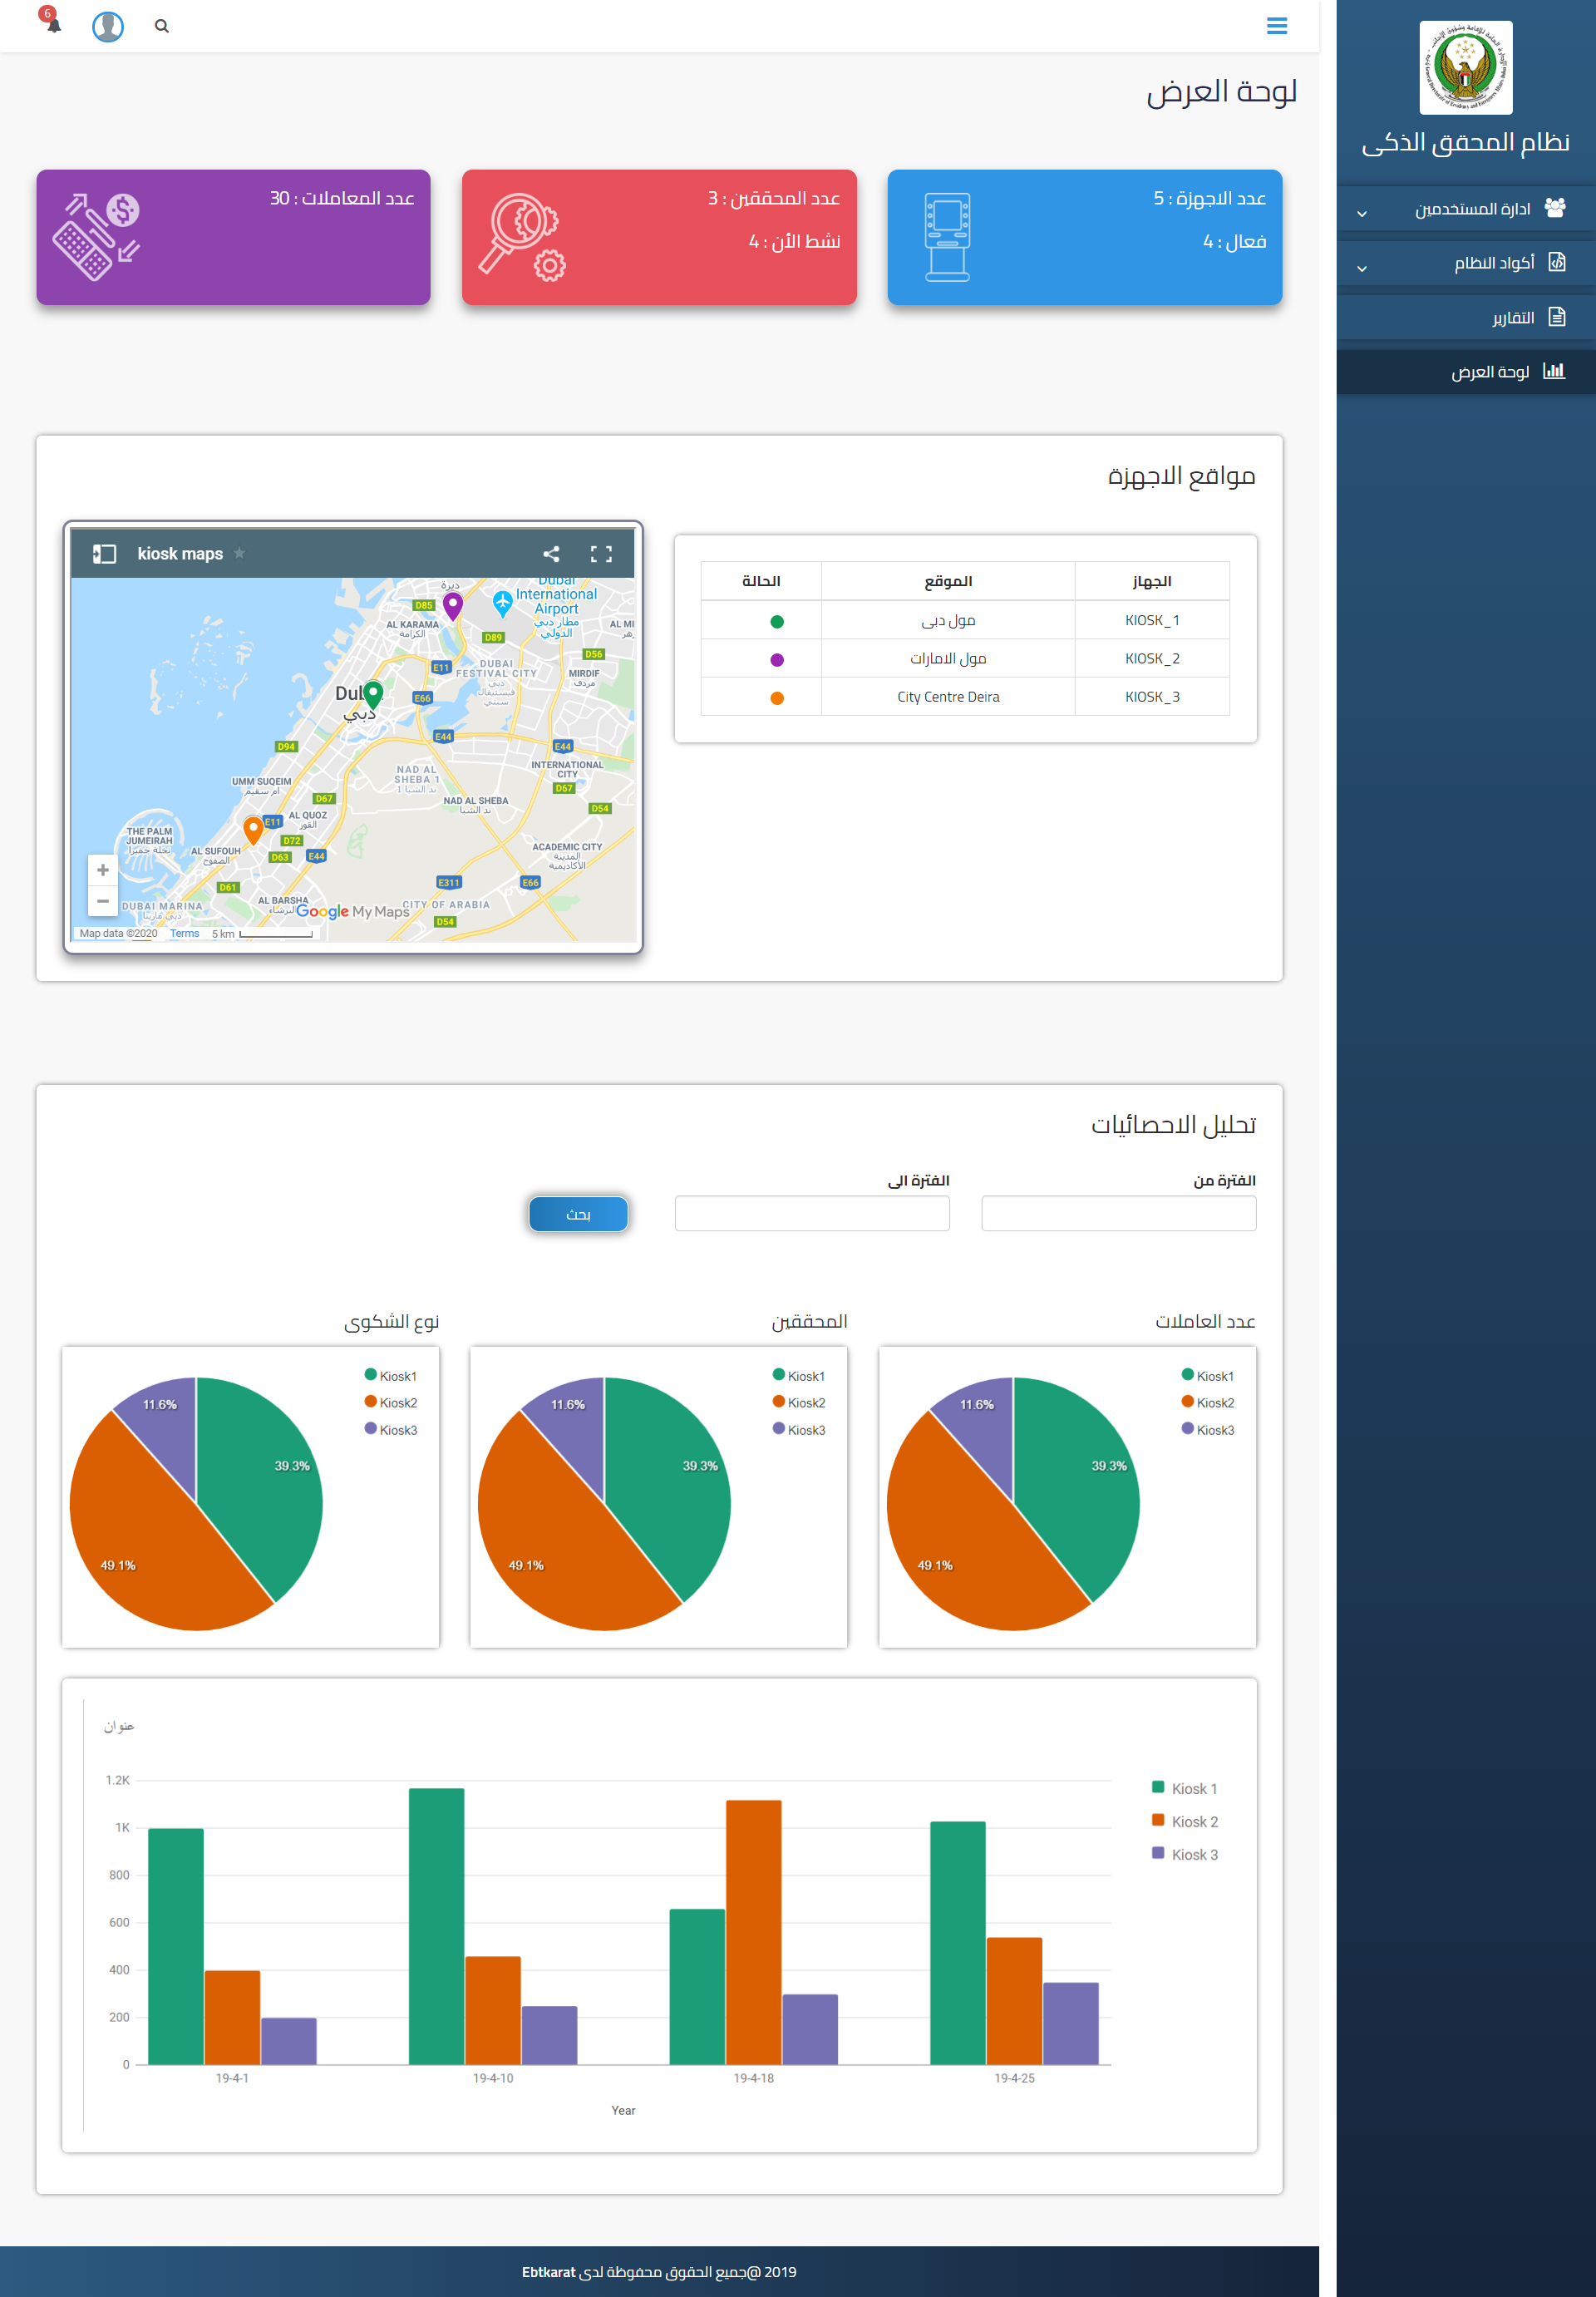 6
نظام المحقق الذكى
ادارة المستخدمين
أكواد النظام
التقارير
لوحة العرض
لوحة العرض
عدد الاجهزة : 5
فعال : 4
عدد المحققين : 3
نشط الأن : 4
عدد المعاملات : 30
مواقع الاجهزة
الجهاز الموقع الحالة
KIOSK_1 مول دبى
KIOSK_2 مول الامارات
KIOSK_3 City Centre Deira
kiosk maps
ديرة
Dubai
International
Airport
مطار دبي
الدولي
D85
AL KARAMA
الكرامة
D89
AL MI
D56
E11
DUBAI
FESTIVAL CITY
دبي
فيستيفال
سيتي
MIRDIF
مردف
E66
دبي
E44
D94
E44
INTERNATIONAL
CITY
NAD AL
SHEBA 1
ند الشبا 1
UMM SUQEIM
أم سقيم
D67
D67
NAD AL SHEBA
ند الشبا
D54
AL QUOZ
القوز
E11
THE PALM
JUMEIRAH
نخلة جميرا
D72
AL SUFOUH
الصفوح
D63
E44
ACADEMIC CITY
المدينة
الأكاديمية
D61
E311
E66
DUBAI MARINA
دبي مارينا
AL BARSHA
البرشاء
Google My Maps
CITY OF ARABIA
D54
Map data ©2020 Terms 5 km
تحليل الاحصائيات
الفترة من
الفترة الى
بحث
عدد العاملات
Kiosk1
Kiosk2
Kiosk3
11.6%
39.3%
49.1%
المحققين
Kiosk1
Kiosk2
Kiosk3
11.6%
39.3%
49.1%
نوع الشكوى
Kiosk1
Kiosk2
Kiosk3
11.6%
39.3%
49.1%
عنوان
1.2K
1K
800
600
400
200
0
19-4-1 19-4-10 19-4-18 19-4-25
Year
Kiosk 1
Kiosk 2
Kiosk 3
2019 @جميع الحقوق محفوظة لدى Ebtkarat